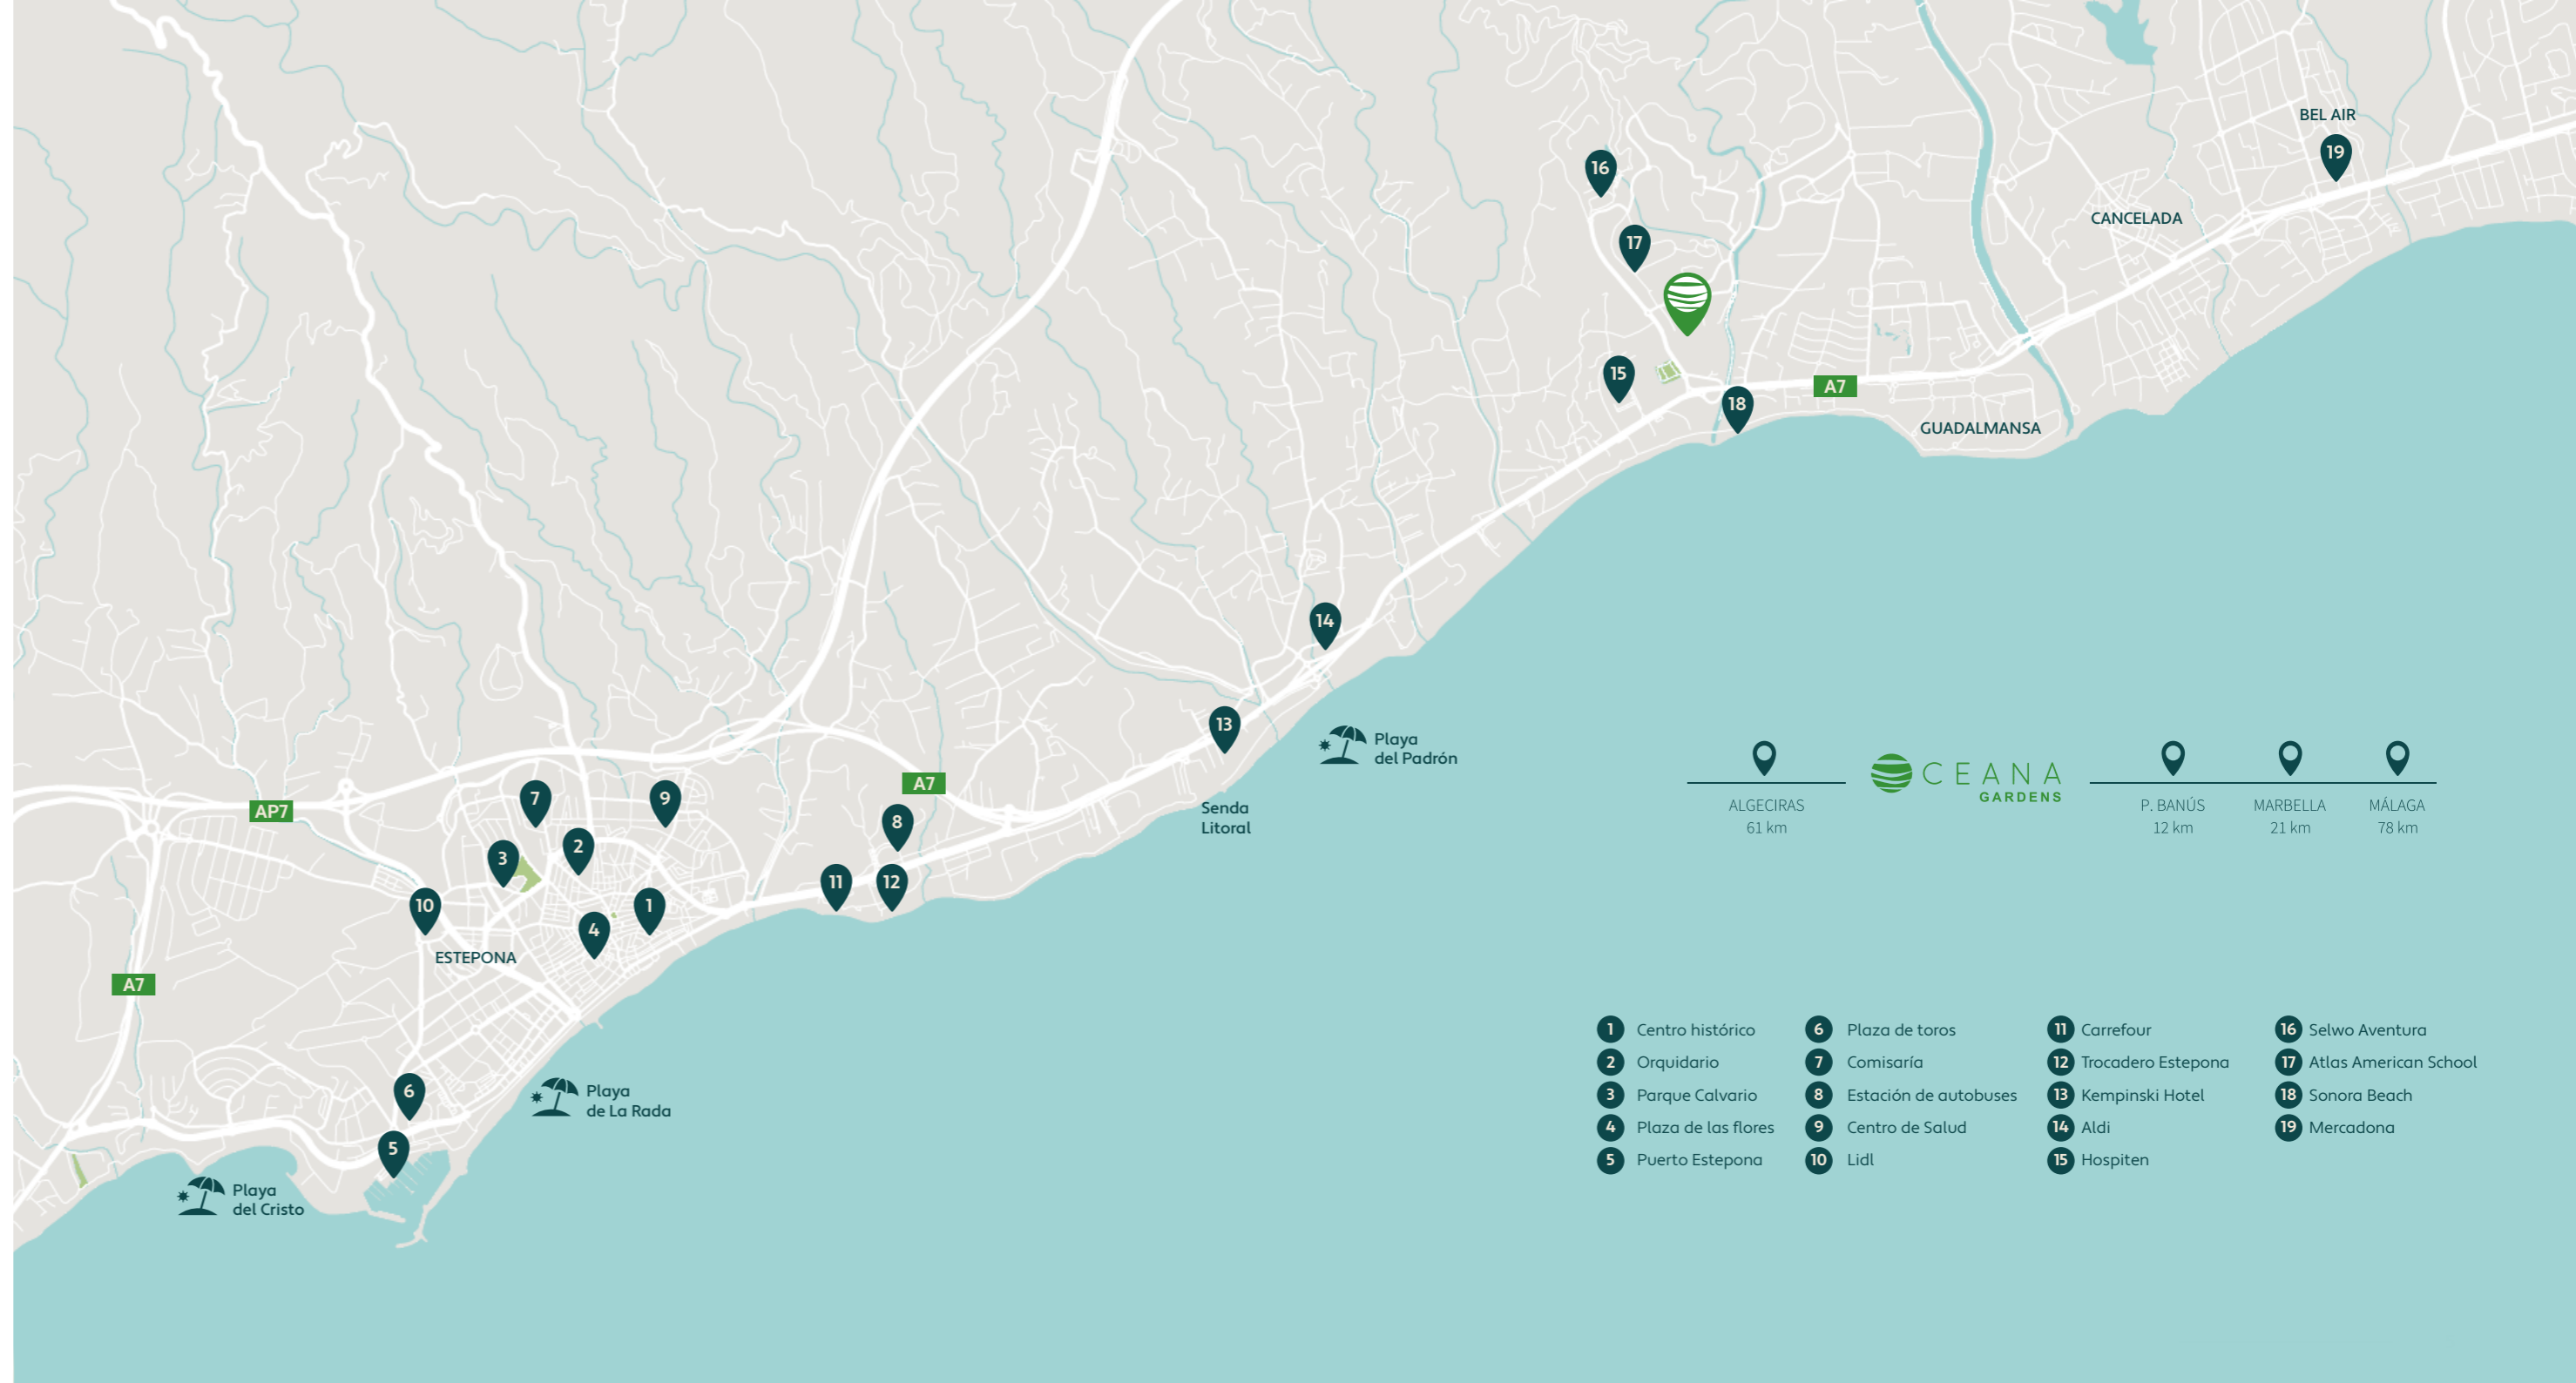 BEL AIR
19
16
CANCELADA
17
15
A7
18
GUADALMANSA
14
13
Playa
del Padrón
ALGECIRAS
61 km
CEANA
GARDENS
P. BANÚS
12 km
MARBELLA
21 km
MÁLAGA
78 km
A7
Senda
Litoral
AP7
7
9
8
3
2
11
12
10
1
4
ESTEPONA
A7
6
Playa
de La Rada
5
Playa
del Cristo
1 Centro histórico
2 Orquidario
3 Parque Calvario
4 Plaza de las flores
5 Puerto Estepona
6 Plaza de toros
7 Comisaría
8 Estación de autobuses
9 Centro de Salud
10 Lidl
11 Carrefour
12 Trocadero Estepona
13 Kempinski Hotel
14 Aldi
15 Hospiten
16 Selwo Aventura
17 Atlas American School
18 Sonora Beach
19 Mercadona